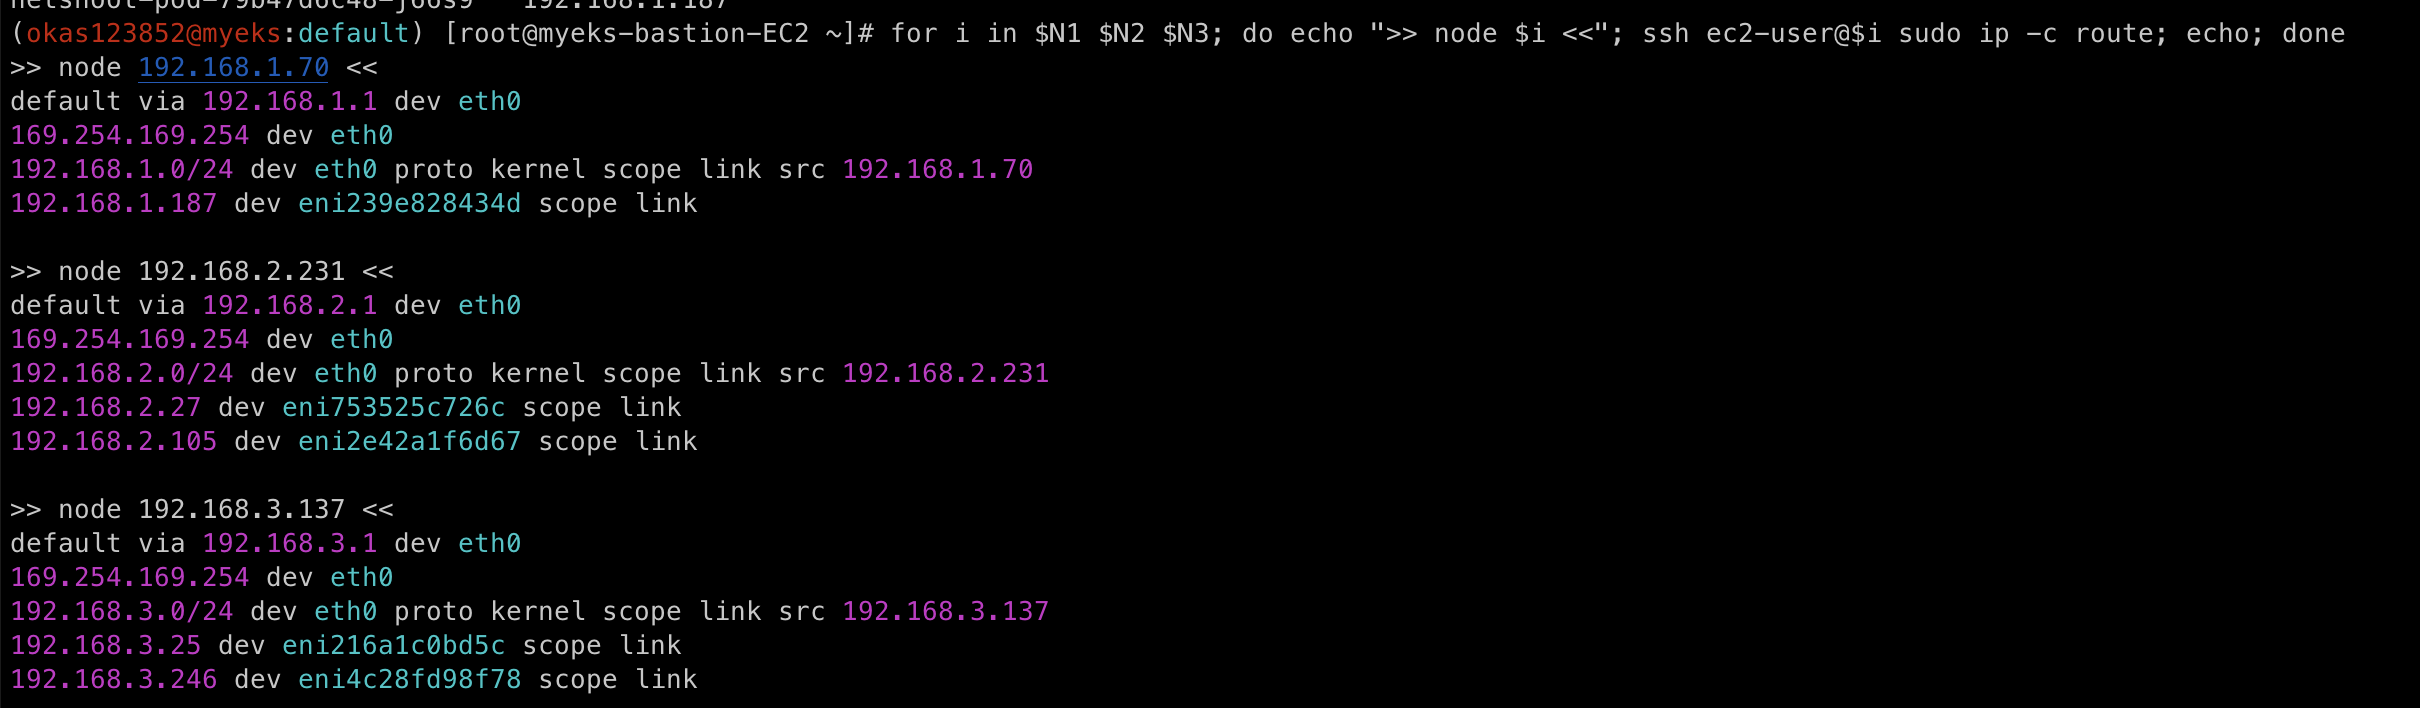 192.168.1.187
(okas123852@myeks:default) [root@myeks-bastion-EC2 ~]# for i in $N1 $N2 $N3; do echo ">> node $i <<"; ssh ec2-user@$i sudo ip -c route; echo; done
>> node 192.168.1.70 <<
default via 192.168.1.1 dev eth0
169.254.169.254 dev eth0
192.168.1.0/24 dev eth0 proto kernel scope link src 192.168.1.70
192.168.1.187 dev eni239e828434d scope link
>> node 192.168.2.231 <<
default via 192.168.2.1 dev eth0
169.254.169.254 dev eth0
192.168.2.0/24 dev eth0 proto kernel scope link src 192.168.2.231
192.168.2.27 dev eni753525c726c scope link
192.168.2.105 dev eni2e42a1f6d67 scope link
>> node 192.168.3.137 <<
default via 192.168.3.1 dev eth0
169.254.169.254 dev eth0
192.168.3.0/24 dev eth0 proto kernel scope link src 192.168.3.137
192.168.3.25 dev eni216a1c0bd5c scope link
192.168.3.246 dev eni4c28fd98f78 scope link